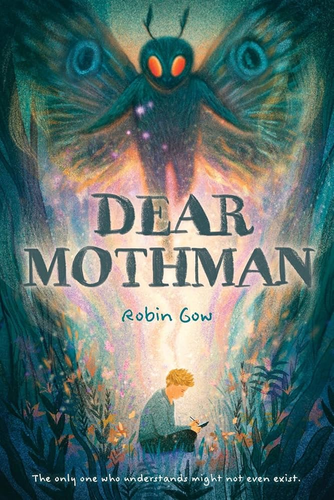 DEAR
MOTHMAN
Robin Gow
The only one who understands might not even exist.